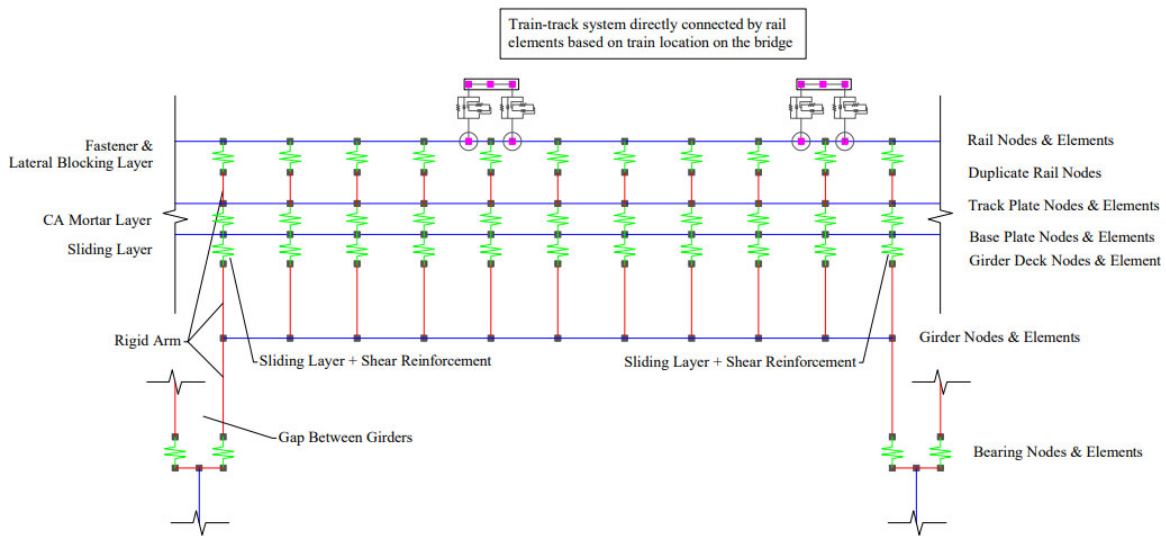 Train-track system directly connected by rail
elements based on train location on the bridge
Fastener &
Lateral Blocking Layer
CA Mortar Layer
Sliding Layer
Rigid Arm
Rail Nodes & Elements
Duplicate Rail Nodes
Track Plate Nodes & Elements
Base Plate Nodes & Elements
Girder Deck Nodes & Element
Girder Nodes & Elements
Sliding Layer + Shear Reinforcement
Sliding Layer + Shear Reinforcement
Gap Between Girders
Bearing Nodes & Elements